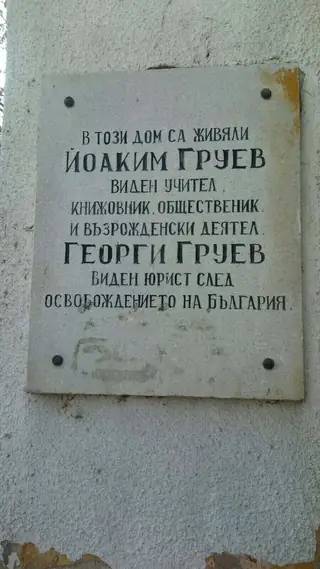 В ТОЗИ ДОМ СА ЖИВЯЛИ
ЙОАКИМ ГРУЕВ
ВИДЕН УЧИТЕЛ,
КНИЖОВНИК, ОБЩЕСТВЕНИК
И ВЪЗРОЖДЕНСКИ ДЕЯТЕЛ.
ГЕОРГИ ГРУЕВ
ВИДЕН ЮРИСТ СЛЕД
ОСВОБОЖДЕНИЕТО НА БЪЛГАРИЯ.